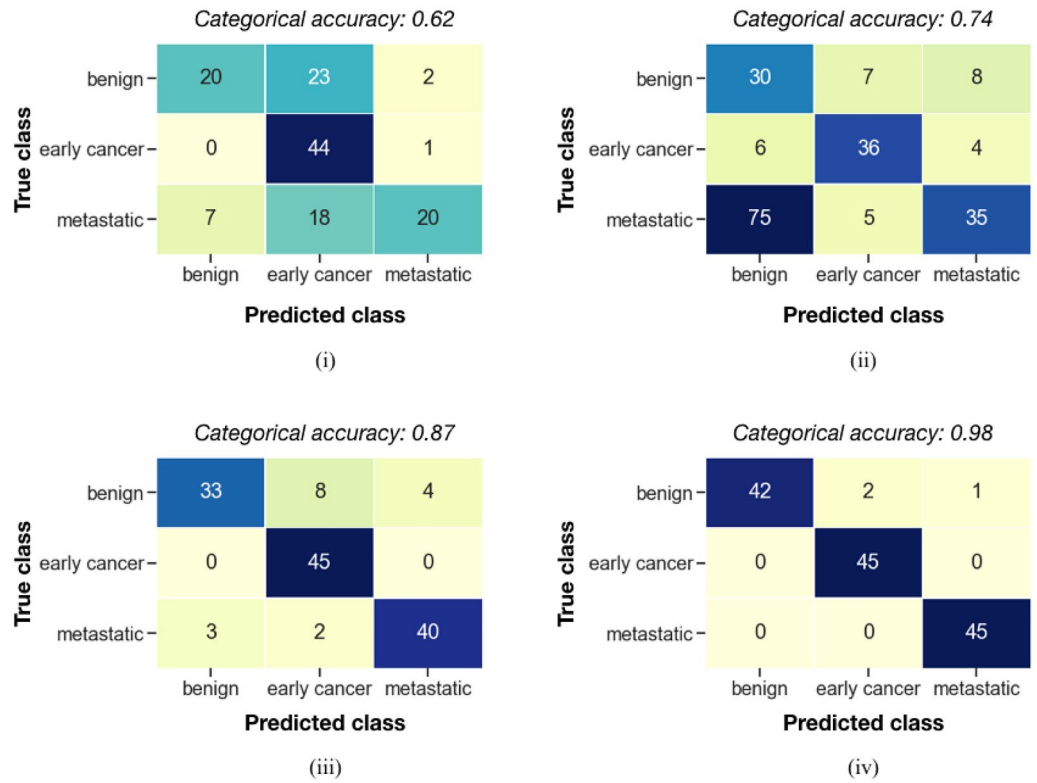 Categorical accuracy: 0.62
True class
benign 20 23 2
early cancer 0 44 1
metastatic 7 18 20
benign early cancer metastatic
Predicted class
(i)
Categorical accuracy: 0.74
True class
benign 30 7 8
early cancer 6 36 4
metastatic 75 5 35
benign early cancer metastatic
Predicted class
(ii)
Categorical accuracy: 0.87
True class
benign 33 8 4
early cancer 0 45 0
metastatic 3 2 40
benign early cancer metastatic
Predicted class
(iii)
Categorical accuracy: 0.98
True class
benign 42 2 1
early cancer 0 45 0
metastatic 0 0 45
benign early cancer metastatic
Predicted class
(iv)